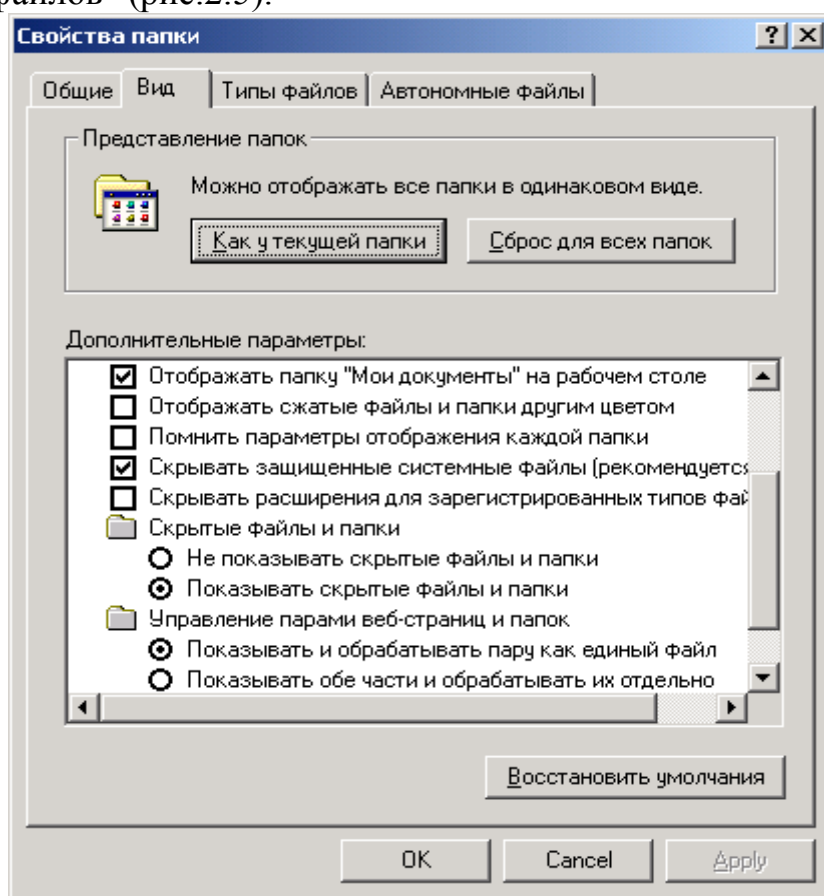 файлов" (рис.2.5).
Свойства папки
Общие Вид Типы файлов Автономные файлы
Представление папок
Можно отображать все папки в одинаковом виде.
Как у текущей папки Сброс для всех папок
Дополнительные параметры:
Отображать папку "Мои документы" на рабочем столе
Отображать сжатые файлы и папки другим цветом
Помнить параметры отображения каждой папки
Скрывать защищенные системные файлы (рекомендуется
Скрывать расширения для зарегистрированных типов фай
Скрытые файлы и папки
Не показывать скрытые файлы и папки
Показывать скрытые файлы и папки
Управление парами веб-страниц и папок
Показывать и обрабатывать пару как единый файл
Показывать обе части и обрабатывать их отдельно
Восстановить умолчания
OK Cancel Apply